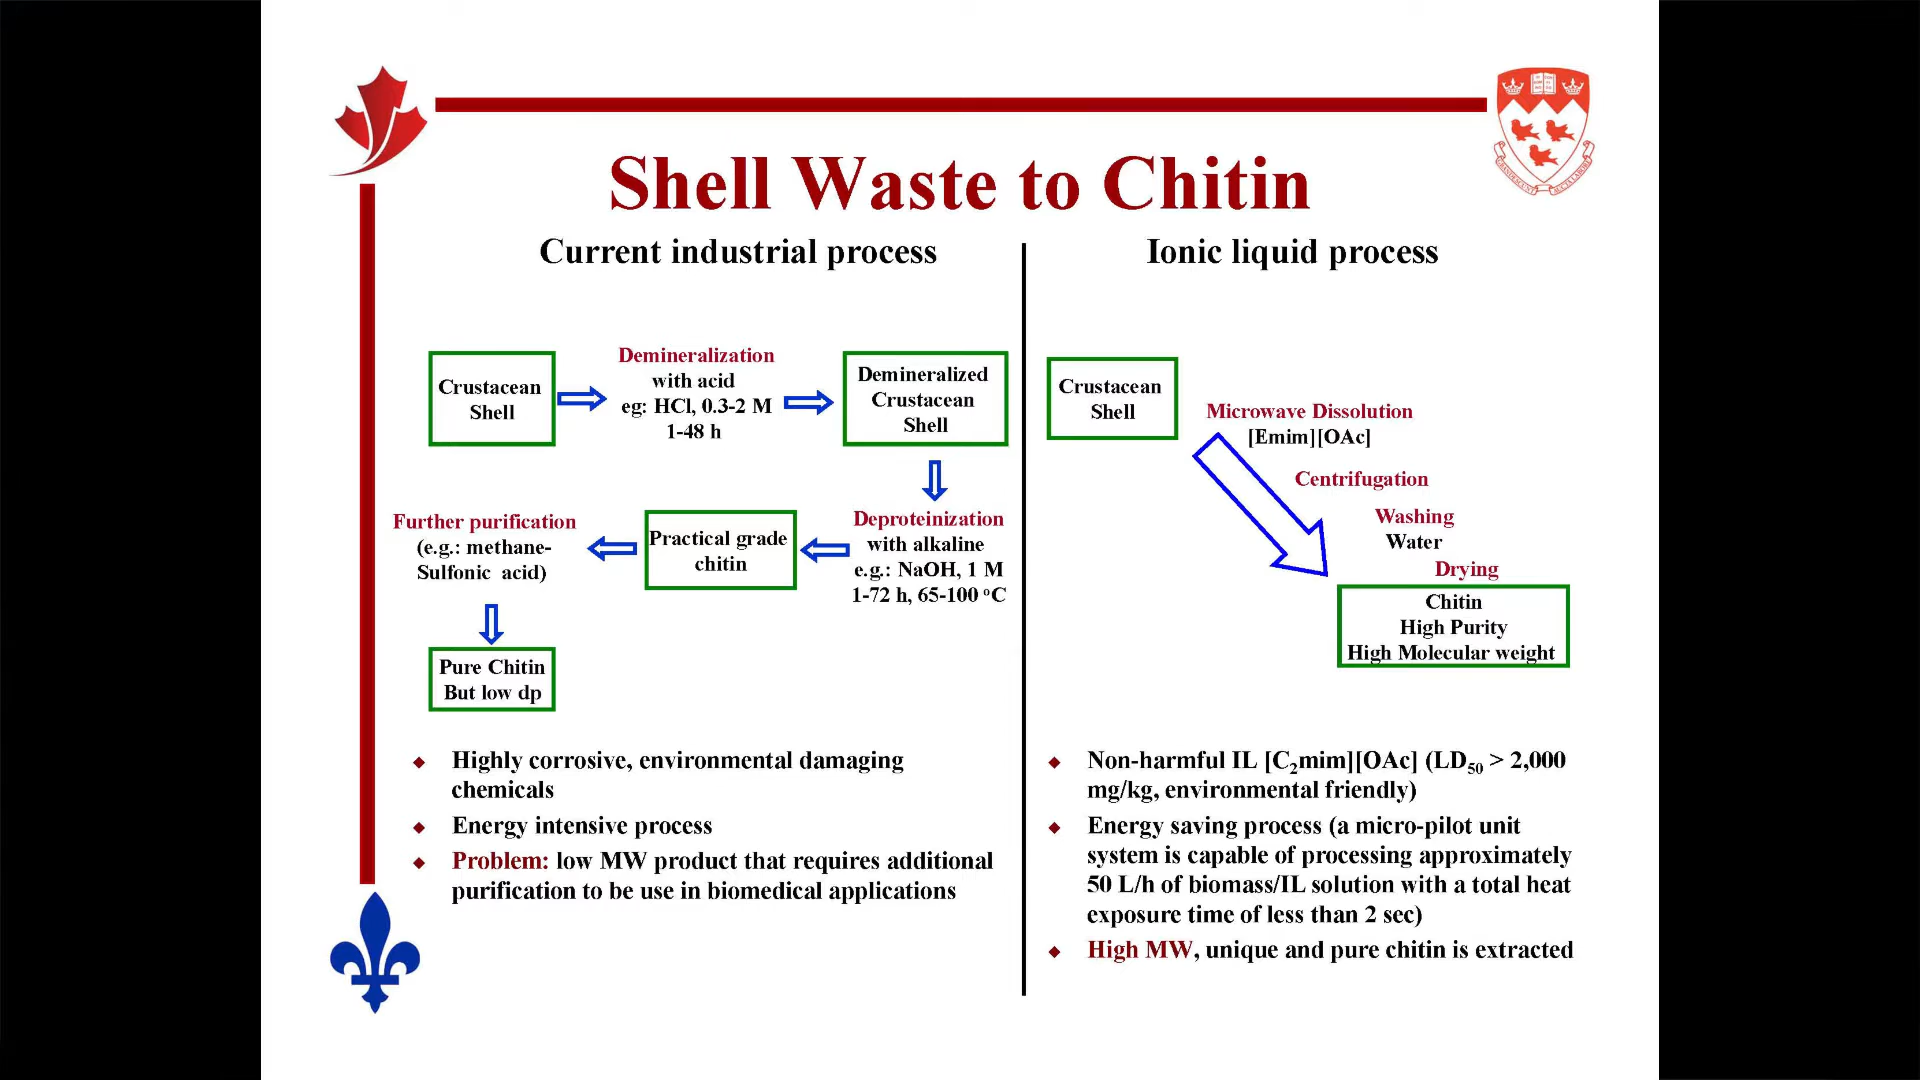 Shell Waste to Chitin
Current industrial process
Crustacean
Shell
Demineralization
with acid
eg: HCl, 0.3-2 M
1-48 h
Demineralized
Crustacean
Shell
Deproteinization
with alkaline
e.g.: NaOH, 1 M
1-72 h, 65-100 °C
Practical grade
chitin
Further purification
(e.g.: methane-
Sulfonic acid)
Pure Chitin
But low dp
◆ Highly corrosive, environmental damaging
chemicals
◆ Energy intensive process
◆ Problem: low MW product that requires additional
purification to be use in biomedical applications
Ionic liquid process
Crustacean
Shell
Microwave Dissolution
[Emim][OAc]
Centrifugation
Washing
Water
Drying
Chitin
High Purity
High Molecular weight
◆ Non-harmful IL [C₂mim][OAc] (LD₅₀ > 2,000
mg/kg, environmental friendly)
◆ Energy saving process (a micro-pilot unit
system is capable of processing approximately
50 L/h of biomass/IL solution with a total heat
exposure time of less than 2 sec)
◆ High MW, unique and pure chitin is extracted